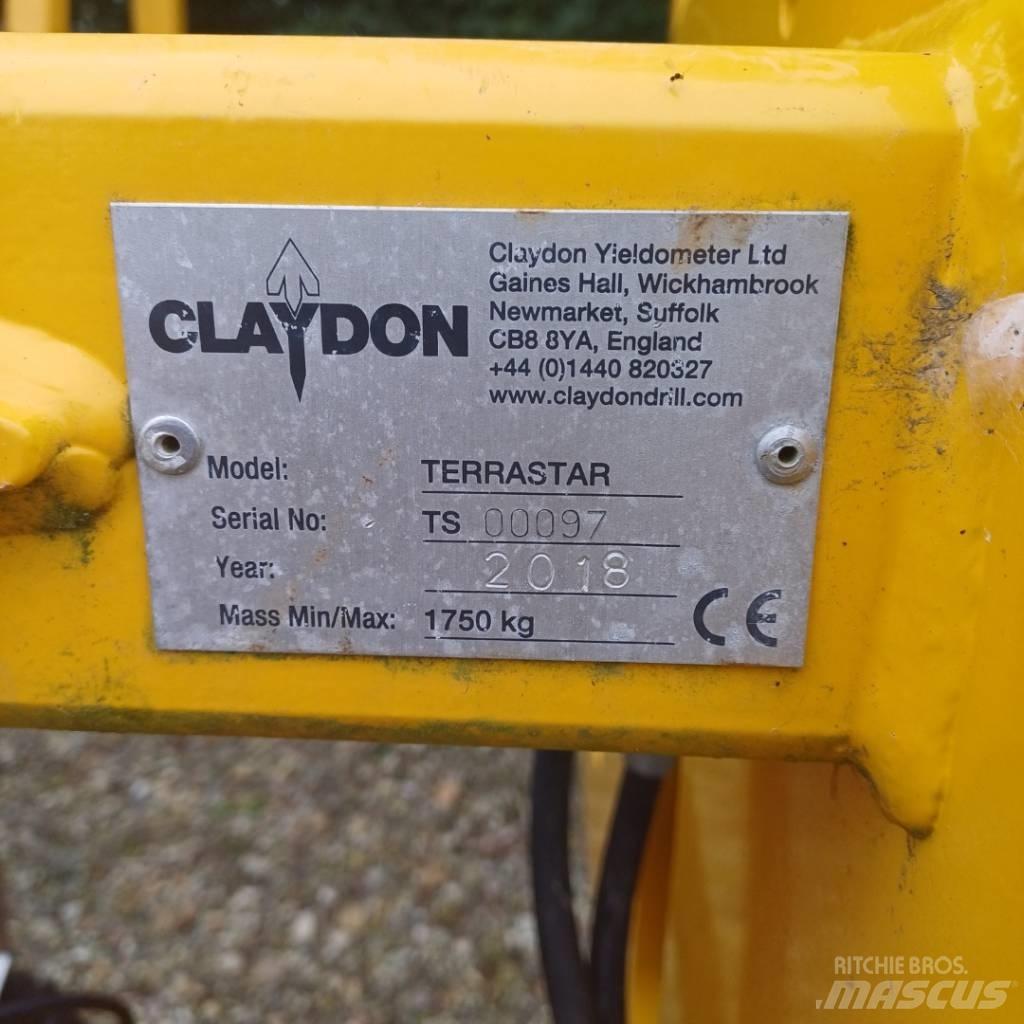 CLAYDON
Claydon Yieldometer Ltd
Gaines Hall, Wickhambrook
Newmarket, Suffolk
CB8 8YA, England
+44 (0)1440 820327
www.claydondrill.com
Model: TERRASTAR
Serial No: TS 00097
Year: 2018
Mass Min/Max: 1750 kg
CE
RITCHIE BROS.
MASCUS